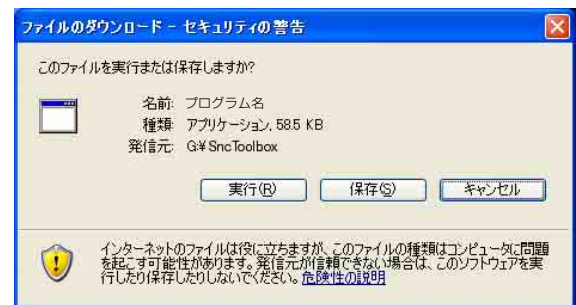 ファイルのダウンロード - セキュリティの警告
このファイルを実行または保存しますか?
名前: プログラム名
種類: アプリケーション, 58.5 KB
発信元: G:¥SncToolbox
実行(R) 保存(S) キャンセル
インターネットのファイルは役に立ちますが、このファイルの種類はコンピュータに問題
を起こす可能性があります。発信元が信頼できない場合は、このソフトウェアを実
行したり保存したりしないでください。危険性の説明